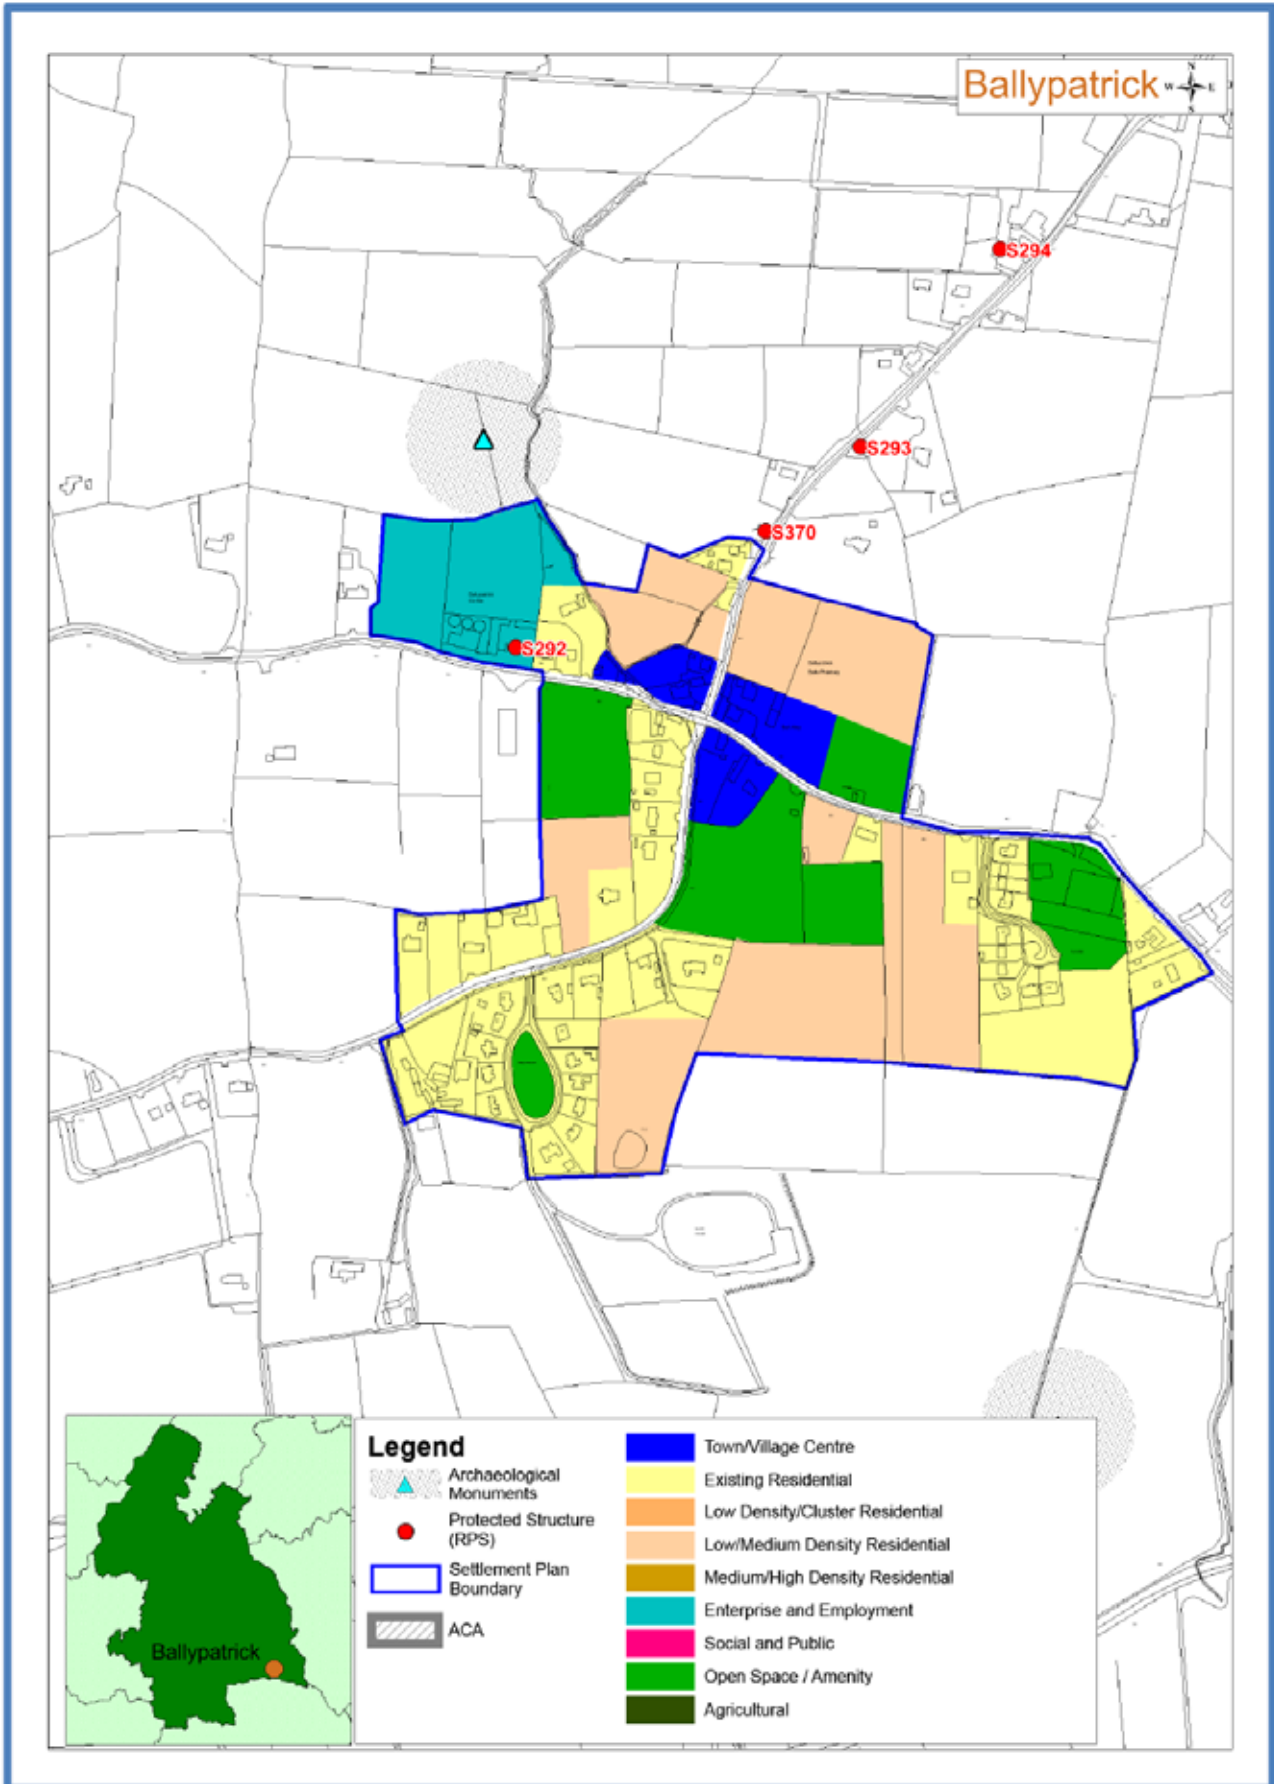 Ballypatrick
N
W E
S
S294
S293
S370
S292
Legend
Archaeological
Monuments
Protected Structure
(RPS)
Settlement Plan
Boundary
ACA
Town/Village Centre
Existing Residential
Low Density/Cluster Residential
Low/Medium Density Residential
Medium/High Density Residential
Enterprise and Employment
Social and Public
Open Space / Amenity
Agricultural
Ballypatrick